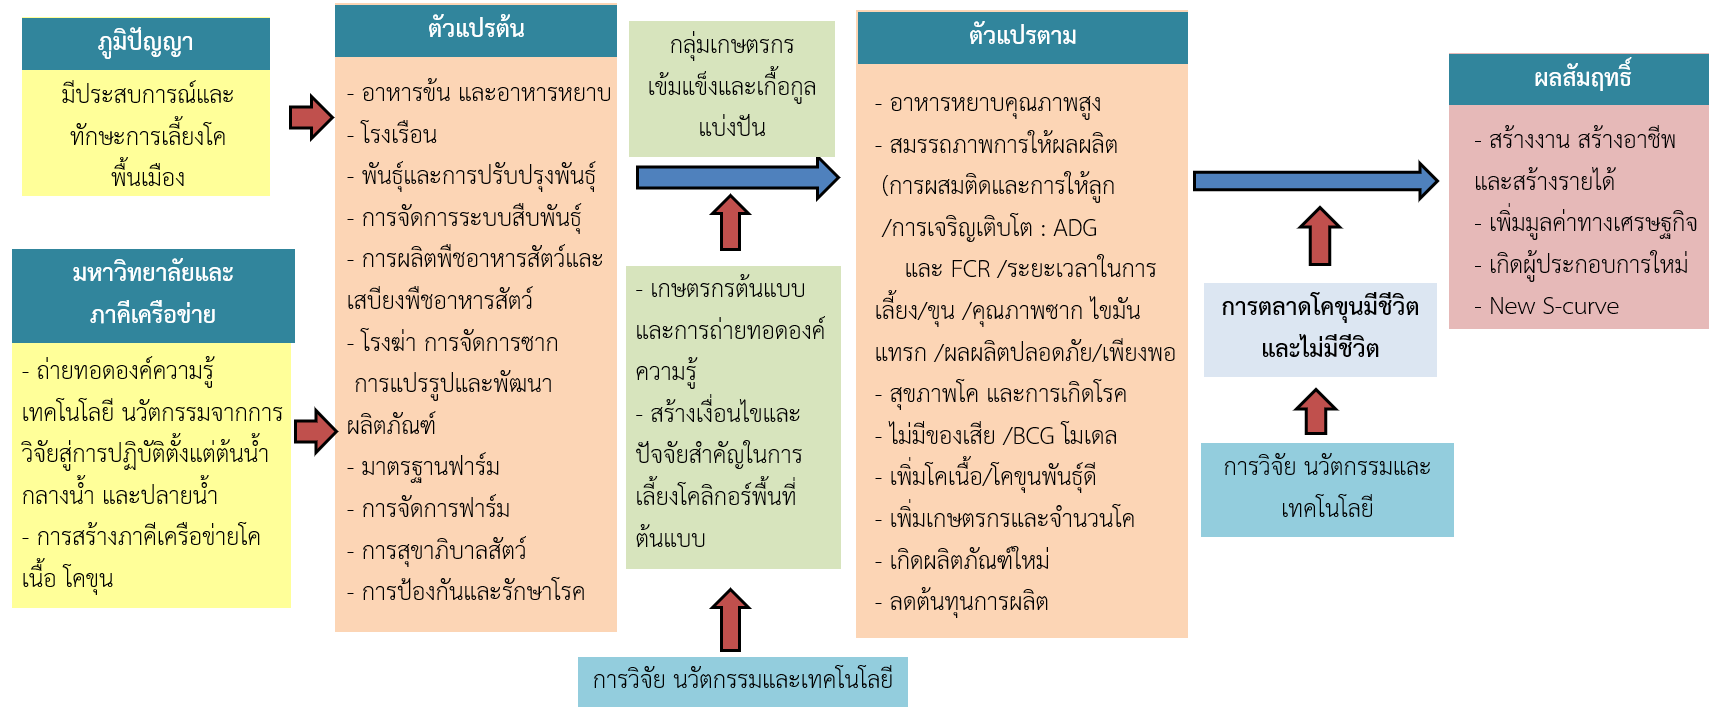 ภูมิปัญญา
มีประสบการณ์และ
ทักษะการเลี้ยงโค
พื้นเมือง
มหาวิทยาลัยและ
ภาคีเครือข่าย
- ถ่ายทอดองค์ความรู้
เทคโนโลยี นวัตกรรมจากการ
วิจัยสู่การปฏิบัติตั้งแต่ต้นน้ำ
กลางน้ำ และปลายน้ำ
- การสร้างภาคีเครือข่ายโค
เนื้อ โคขุน
ตัวแปรต้น
- อาหารข้น และอาหารหยาบ
- โรงเรือน
- พันธุ์และการปรับปรุงพันธุ์
- การจัดการระบบสืบพันธุ์
- การผลิตพืชอาหารสัตว์และ
เสบียงพืชอาหารสัตว์
- โรงฆ่า การจัดการซาก
การแปรรูปและพัฒนา
ผลิตภัณฑ์
- มาตรฐานฟาร์ม
- การจัดการฟาร์ม
- การสุขาภิบาลสัตว์
- การป้องกันและรักษาโรค
กลุ่มเกษตรกร
เข้มแข็งและเกื้อกูล
แบ่งปัน
- เกษตรกรต้นแบบ
และการถ่ายทอดองค์
ความรู้
- สร้างเงื่อนไขและ
ปัจจัยสำคัญในการ
เลี้ยงโคลิกอร์พื้นที่
ต้นแบบ
การวิจัย นวัตกรรมและเทคโนโลยี
ตัวแปรตาม
- อาหารหยาบคุณภาพสูง
- สมรรถภาพการให้ผลผลิต
(การผสมติดและการให้ลูก
/การเจริญเติบโต : ADG
และ FCR /ระยะเวลาในการ
เลี้ยง/ขุน /คุณภาพซาก ไขมัน
แทรก /ผลผลิตปลอดภัย/เพียงพอ
- สุขภาพโค และการเกิดโรค
- ไม่มีของเสีย /BCG โมเดล
- เพิ่มโคเนื้อ/โคขุนพันธุ์ดี
- เพิ่มเกษตรกรและจำนวนโค
- เกิดผลิตภัณฑ์ใหม่
- ลดต้นทุนการผลิต
การตลาดโคขุนมีชีวิต
และไม่มีชีวิต
การวิจัย นวัตกรรมและ
เทคโนโลยี
ผลสัมฤทธิ์
- สร้างงาน สร้างอาชีพ
และสร้างรายได้
- เพิ่มมูลค่าทางเศรษฐกิจ
- เกิดผู้ประกอบการใหม่
- New S-curve